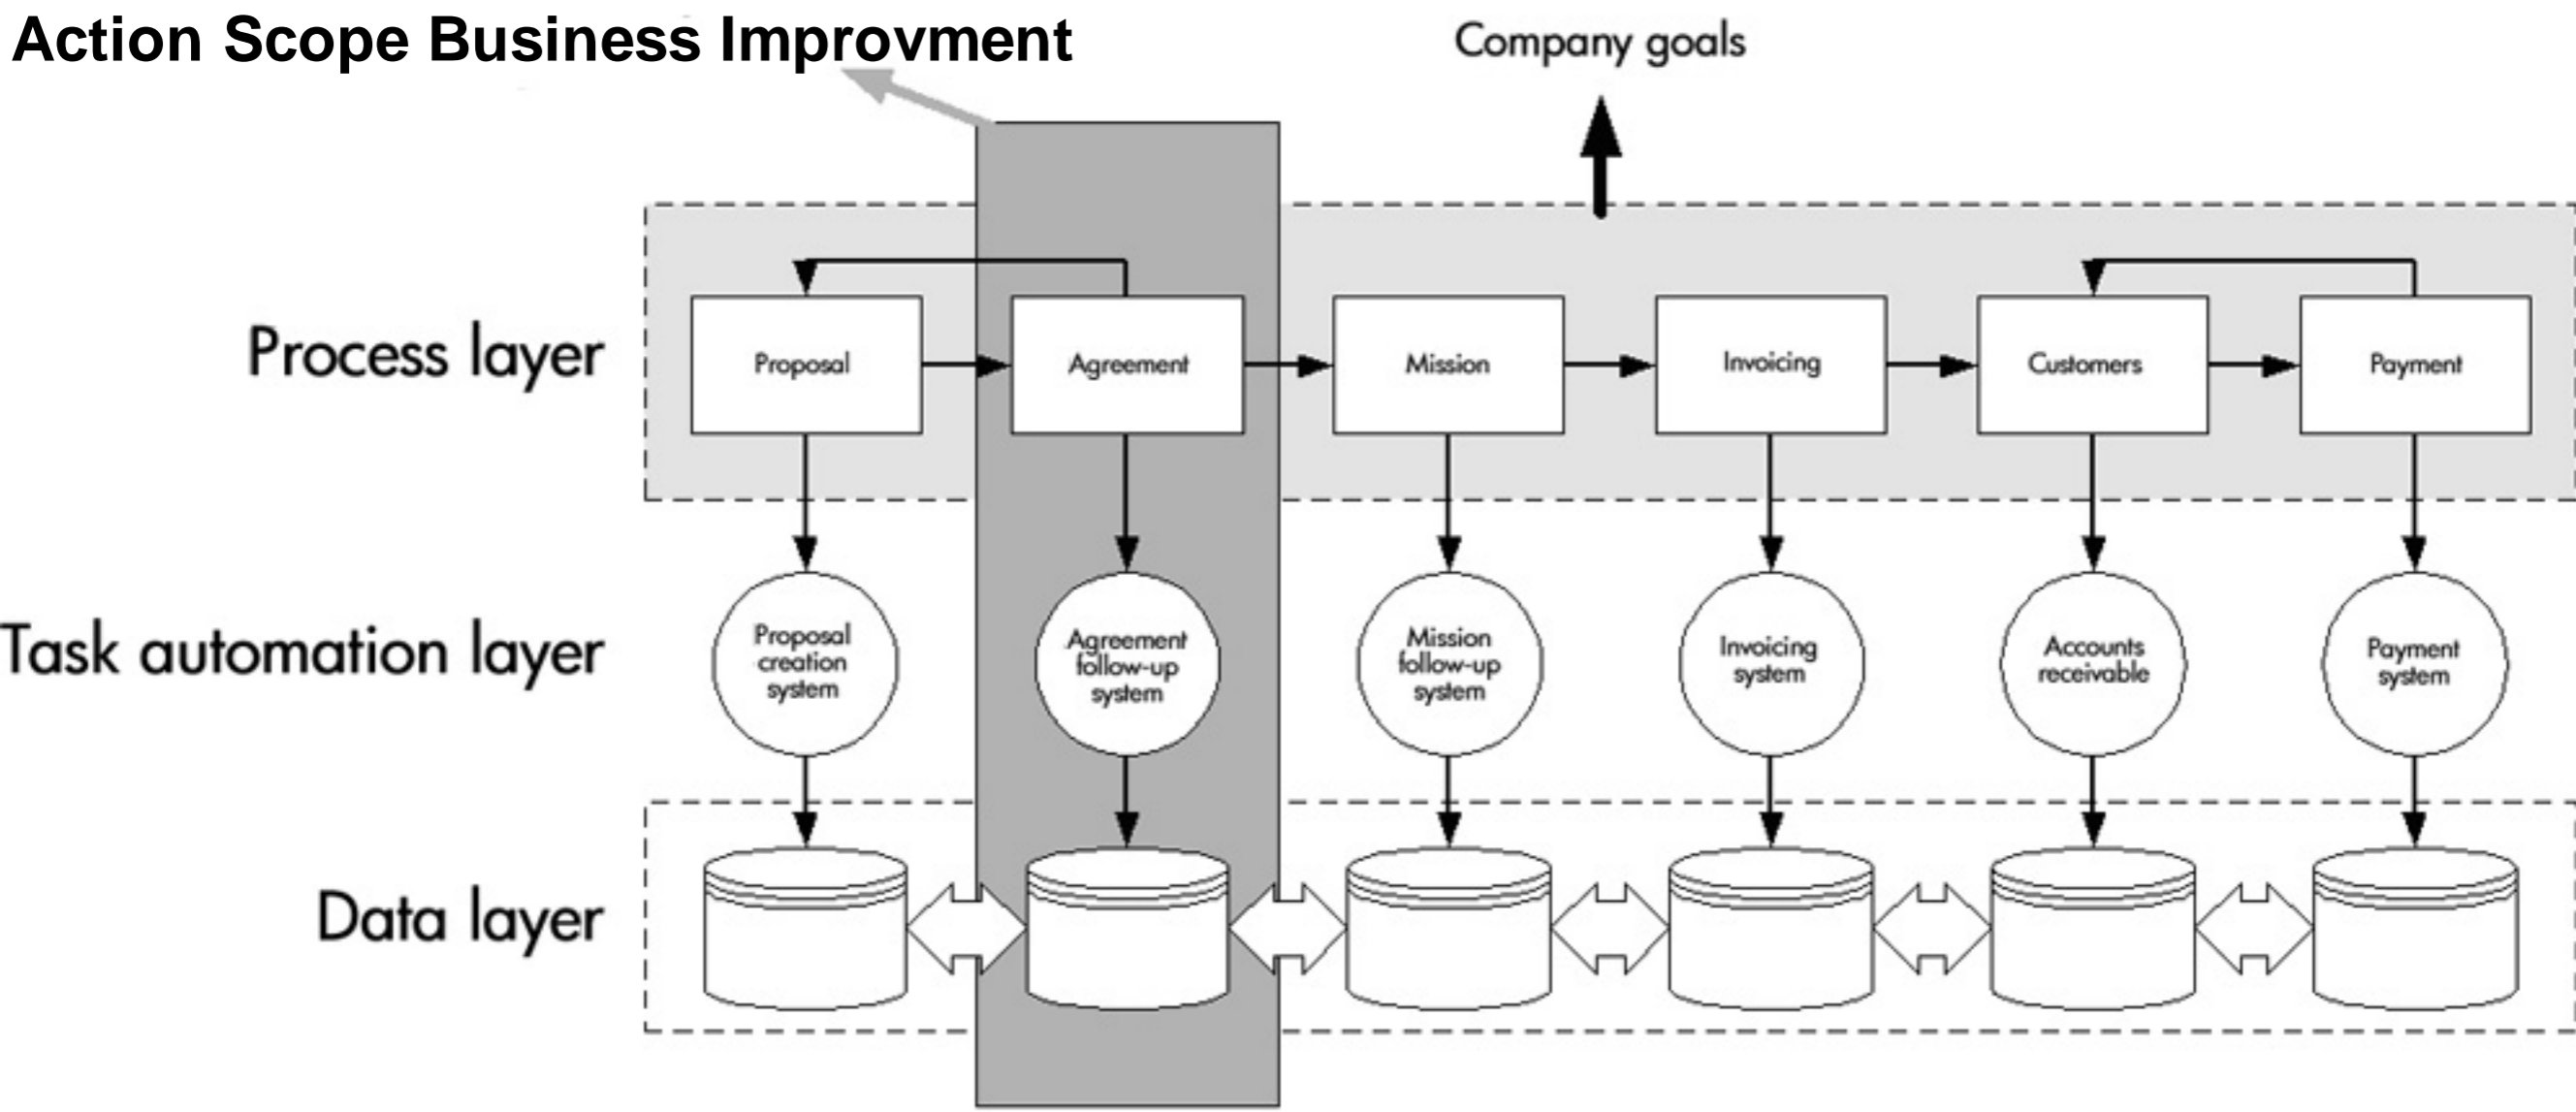 Action Scope Business Improvment
Company goals
Process layer
Proposal
Agreement
Mission
Invoicing
Customers
Payment
Task automation layer
Proposal
creation
system
Agreement
follow-up
system
Mission
follow-up
system
Invoicing
system
Accounts
receivable
Payment
system
Data layer